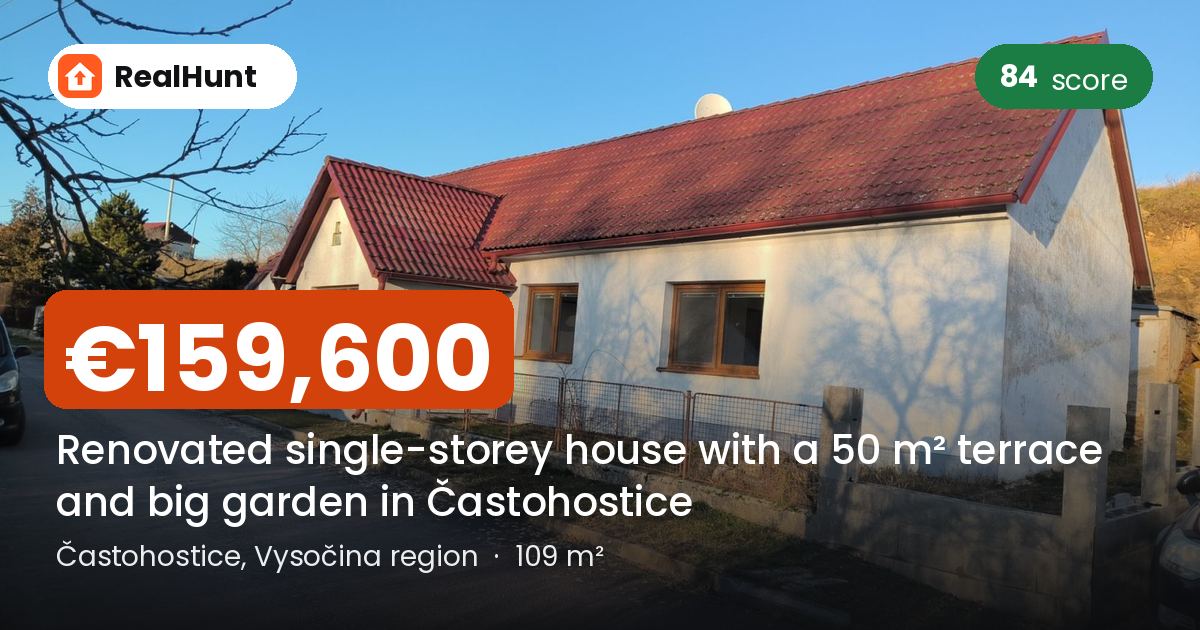 RealHunt
84 score
€159,600
Renovated single-storey house with a 50 m² terrace
and big garden in Častohostice
Častohostice, Vysočina region · 109 m²